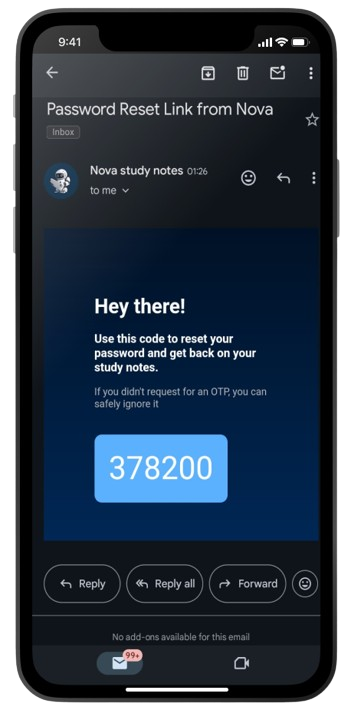 9:41
Password Reset Link from Nova
Inbox
Nova study notes 01:26
to me
Hey there!
Use this code to reset your
password and get back on your
study notes.
If you didn't request for an OTP, you can
safely ignore it
378200
Reply
Reply all
Forward
No add-ons available for this email
99+